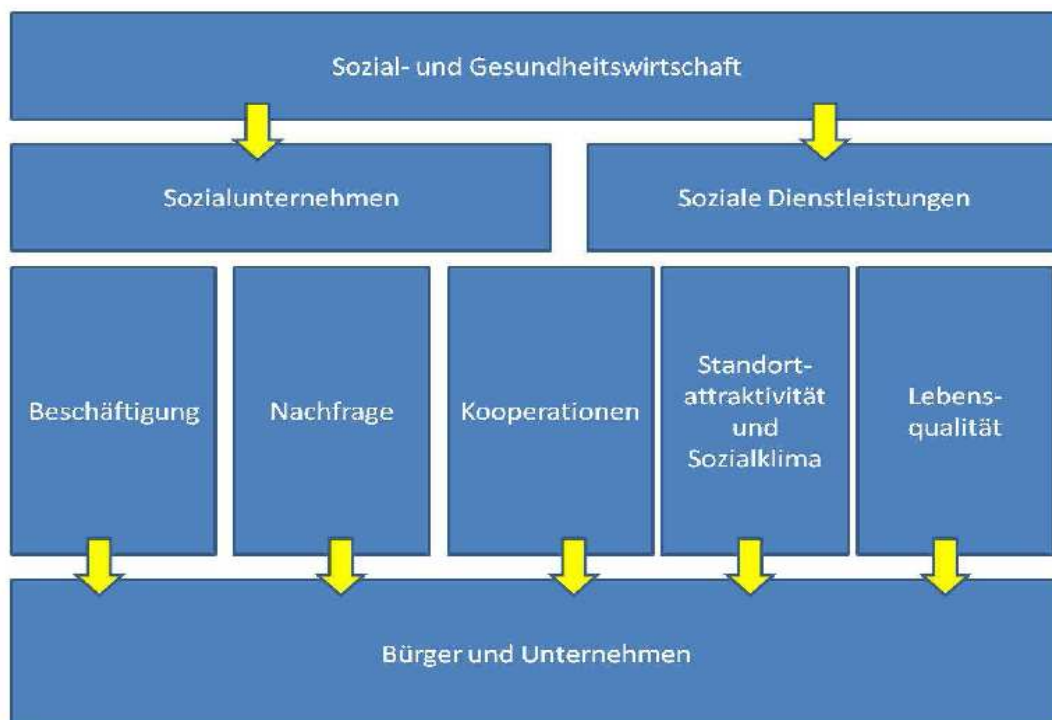 Sozial- und Gesundheitswirtschaft
Sozialunternehmen
Soziale Dienstleistungen
Beschäftigung
Nachfrage
Kooperationen
Standort-
attraktivität
und
Sozialklima
Lebens-
qualität
Bürger und Unternehmen